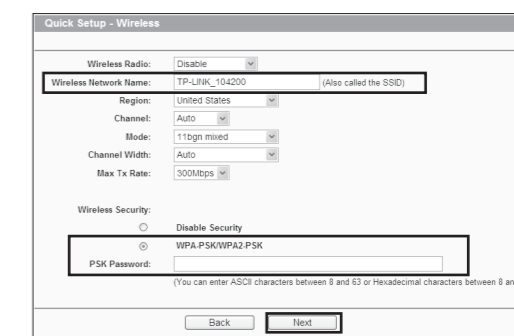 Quick Setup - Wireless
Wireless Radio: Disable
Wireless Network Name: TP-LINK_104200 (Also called the SSID)
Region: United States
Channel: Auto
Mode: 11bgn mixed
Channel Width: Auto
Max Tx Rate: 300Mbps
Wireless Security:
Disable Security
WPA-PSK/WPA2-PSK
PSK Password:
(You can enter ASCII characters between 8 and 63 or Hexadecimal characters between 8 an
Back Next